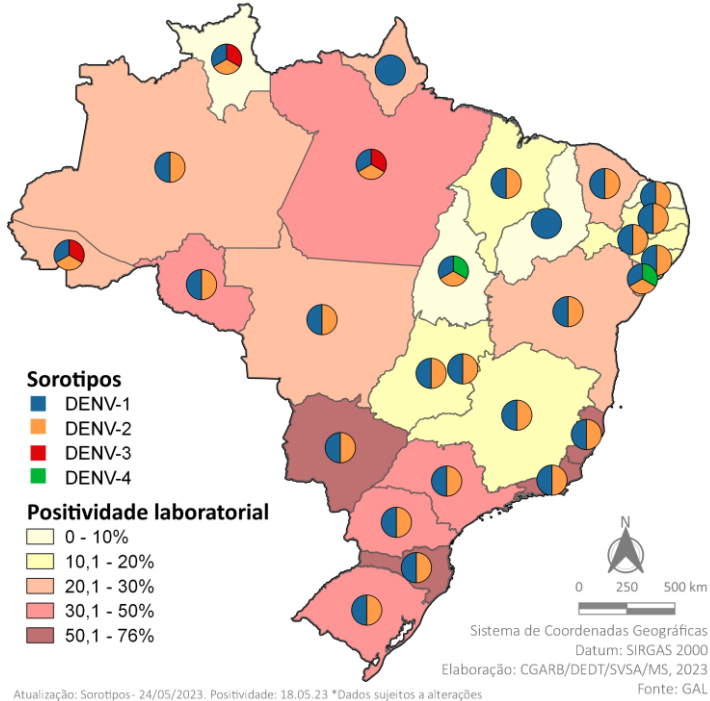 Sorotipos
DENV-1
DENV-2
DENV-3
DENV-4
Positividade laboratorial
0 - 10%
10,1 - 20%
20,1 - 30%
30,1 - 50%
50,1 - 76%
N
0 250 500 km
Sistema de Coordenadas Geográficas
Datum: SIRGAS 2000
Elaboração: CGARB/DEDT/SVSA/MS, 2023
Fonte: GAL
Atualização: Sorotipos- 24/05/2023. Positividade: 18.05.23 *Dados sujeitos a alterações